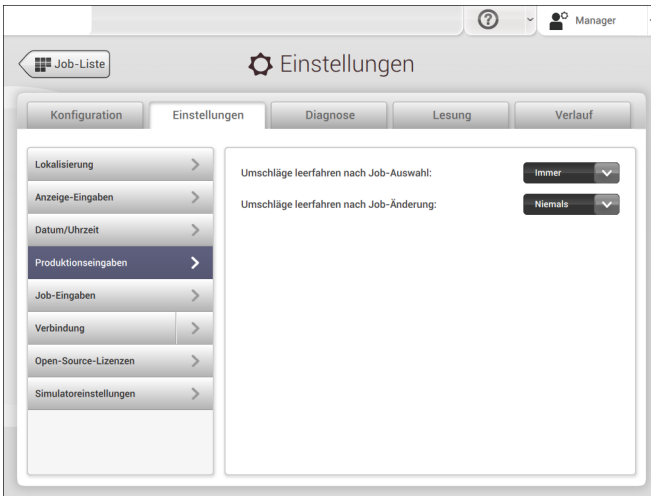 ?
Manager
Job-Liste
Einstellungen
Konfiguration
Einstellungen
Diagnose
Lesung
Verlauf
Lokalisierung
Anzeige-Eingaben
Datum/Uhrzeit
Produktionseingaben
Job-Eingaben
Verbindung
Open-Source-Lizenzen
Simulatoreinstellungen
Umschläge leerfahren nach Job-Auswahl:
Immer
Umschläge leerfahren nach Job-Änderung:
Niemals